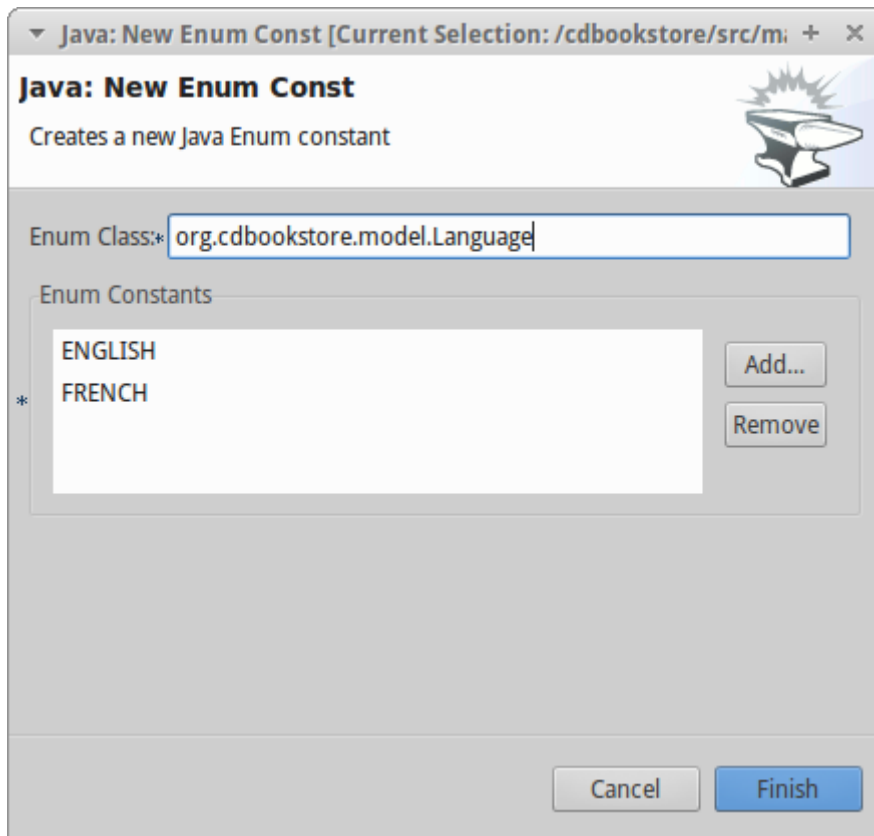 Java: New Enum Const [Current Selection: /cdbookstore/src/ma
Java: New Enum Const
Creates a new Java Enum constant
Enum Class:* org.cdbookstore.model.Language
Enum Constants
ENGLISH
Add...
* FRENCH
Remove
Cancel Finish